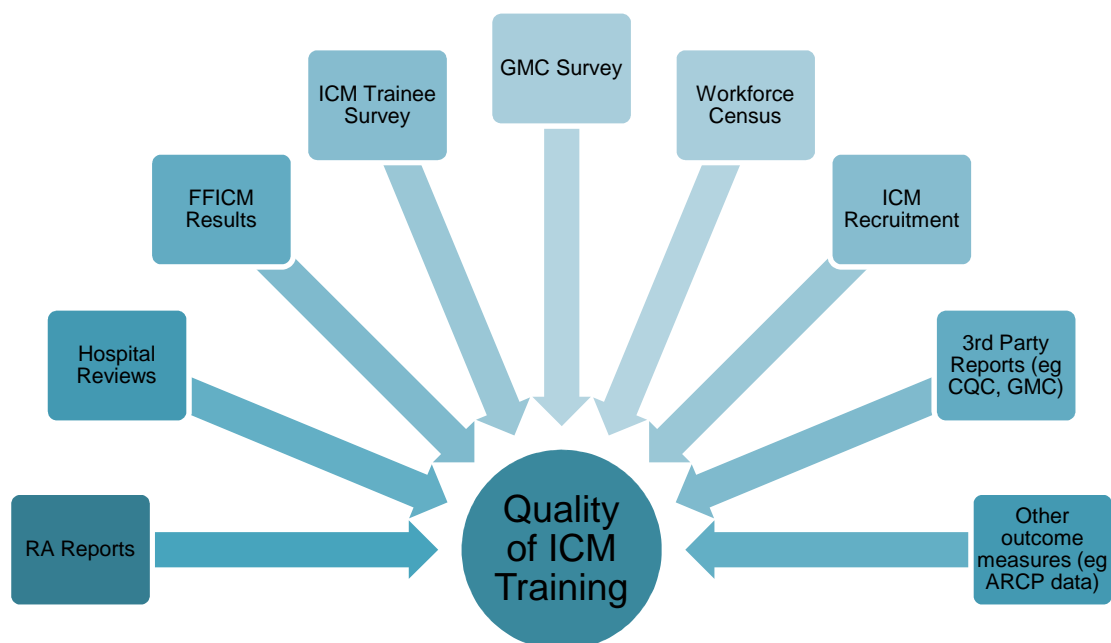 GMC Survey
ICM Trainee
Survey
Workforce
Census
FFICM
Results
ICM
Recruitment
Hospital
Reviews
3rd Party
Reports (eg
CQC, GMC)
RA Reports
Quality
of ICM
Training
Other
outcome
measures (eg
ARCP data)